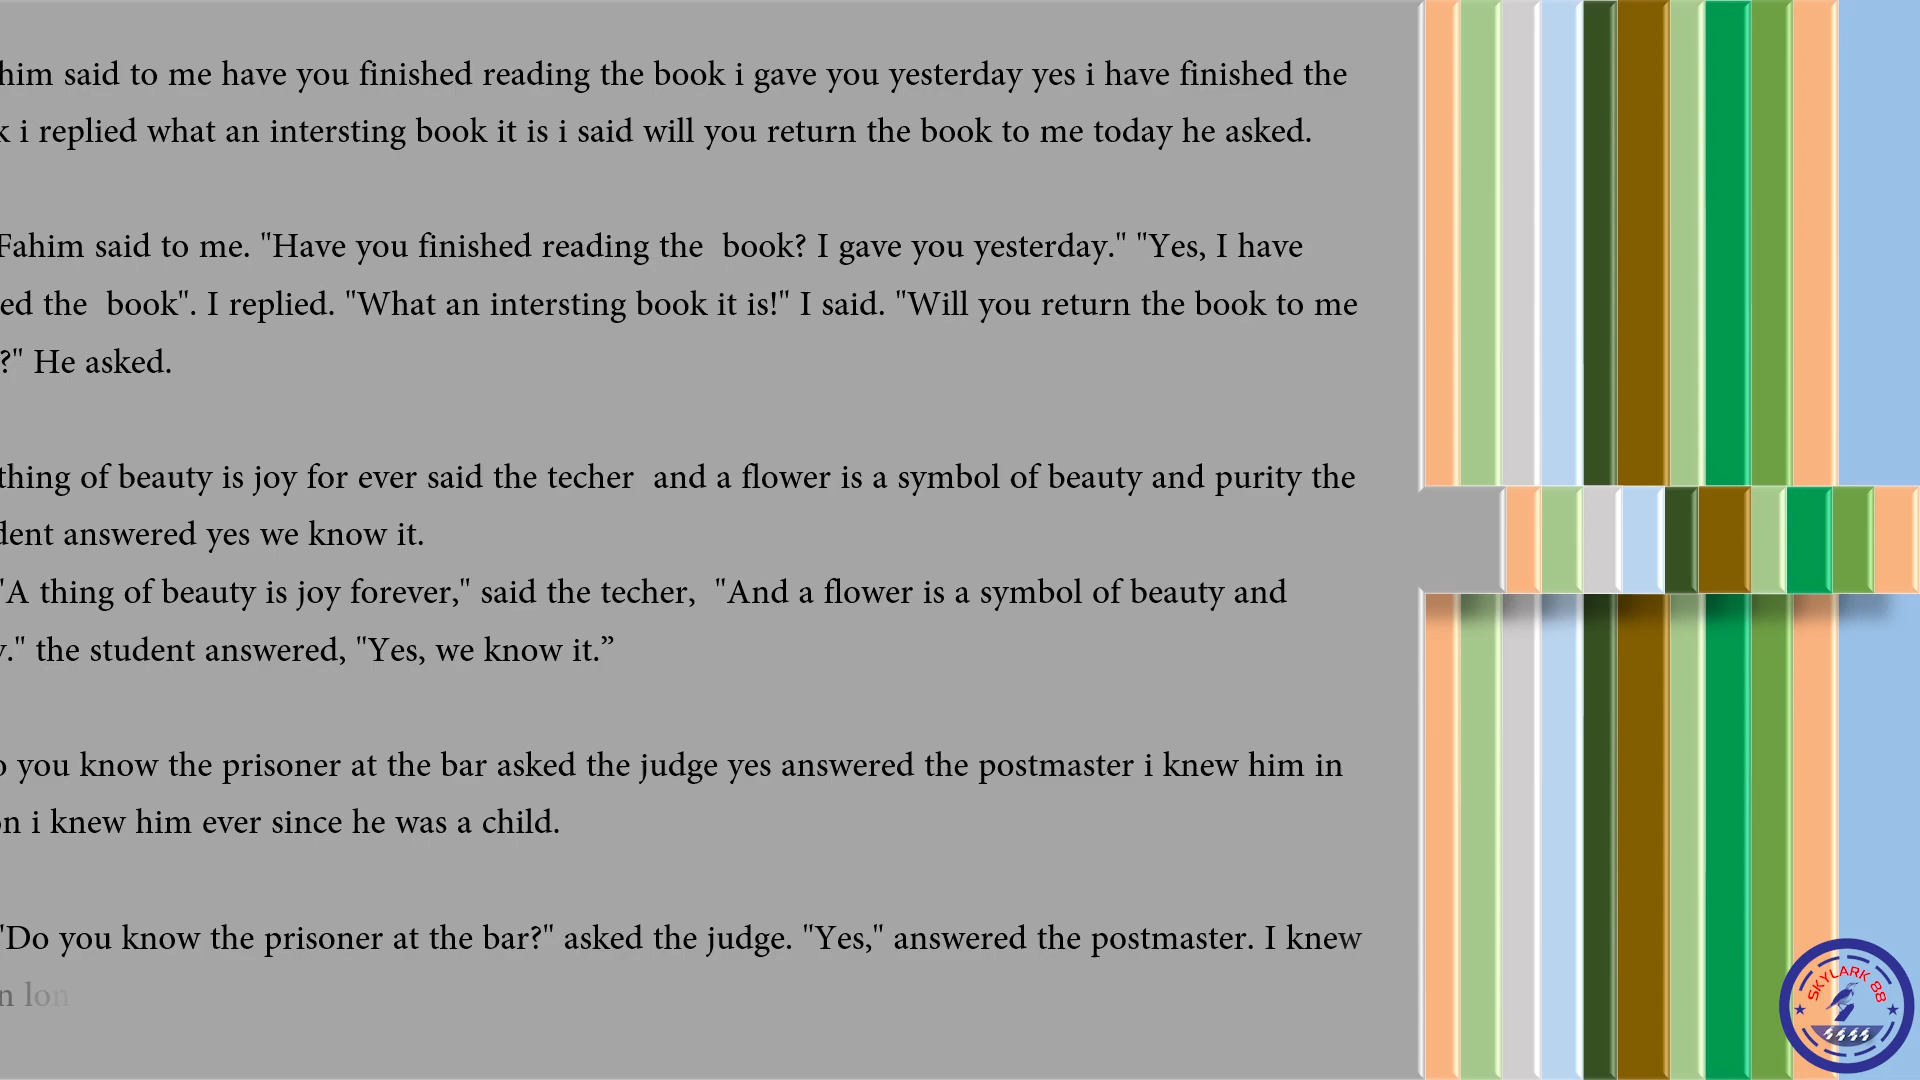 him said to me have you finished reading the book i gave you yesterday yes i have finished the
k i replied what an intersting book it is i said will you return the book to me today he asked.
Fahim said to me. "Have you finished reading the  book? I gave you yesterday." "Yes, I have
ed the  book". I replied. "What an intersting book it is!" I said. "Will you return the book to me
?" He asked.
thing of beauty is joy for ever said the techer  and a flower is a symbol of beauty and purity the
dent answered yes we know it.
"A thing of beauty is joy forever," said the techer,  "And a flower is a symbol of beauty and
y." the student answered, "Yes, we know it.”
o you know the prisoner at the bar asked the judge yes answered the postmaster i knew him in
on i knew him ever since he was a child.
"Do you know the prisoner at the bar?" asked the judge. "Yes," answered the postmaster. I knew
n lon
SKYLARK 88